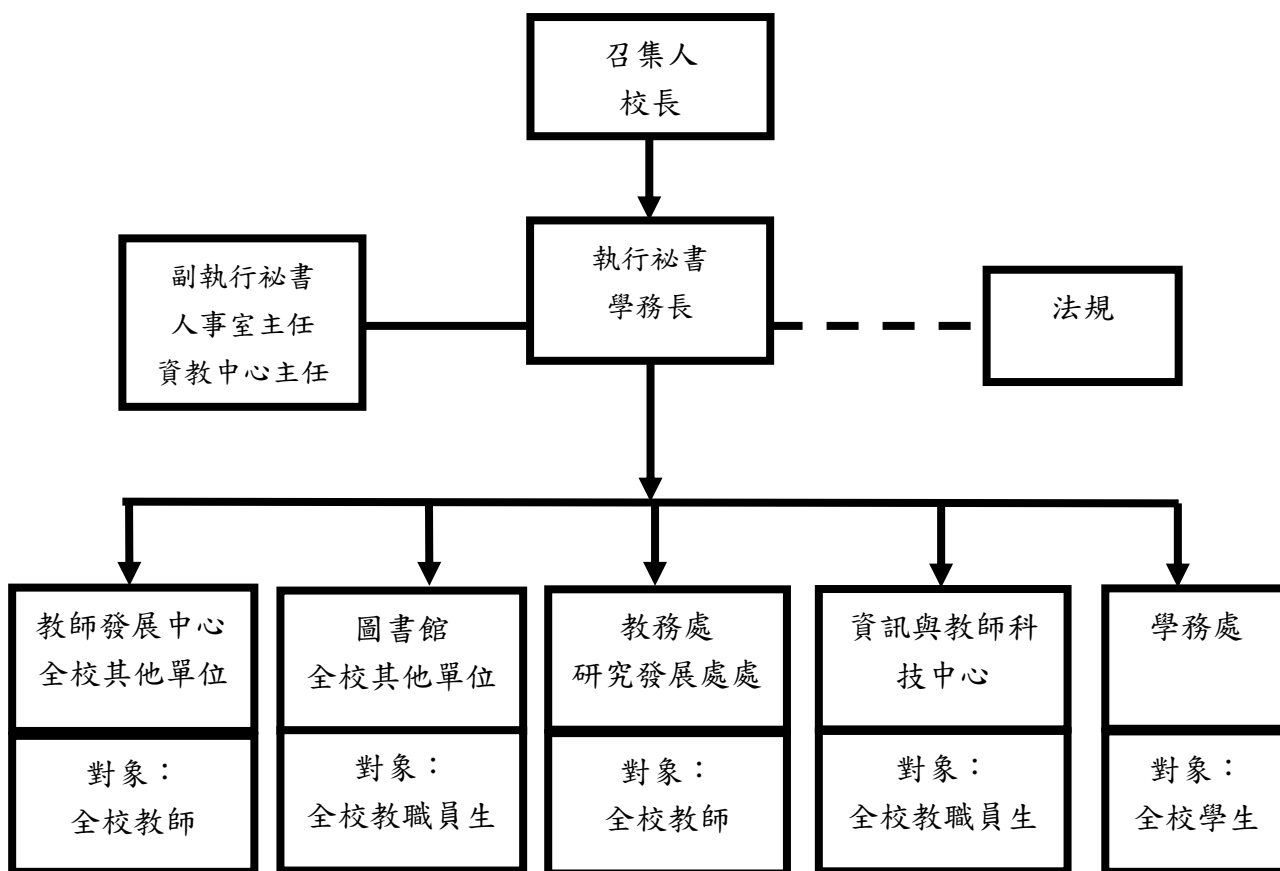 召集人
校長
執行祕書
學務長
副執行祕書
人事室主任
資教中心主任
法規
教師發展中心
全校其他單位
對象：
全校教師
圖書館
全校其他單位
對象：
全校教職員生
教務處
研究發展處處
對象：
全校教師
資訊與教師科
技中心
對象：
全校教職員生
學務處
對象：
全校學生